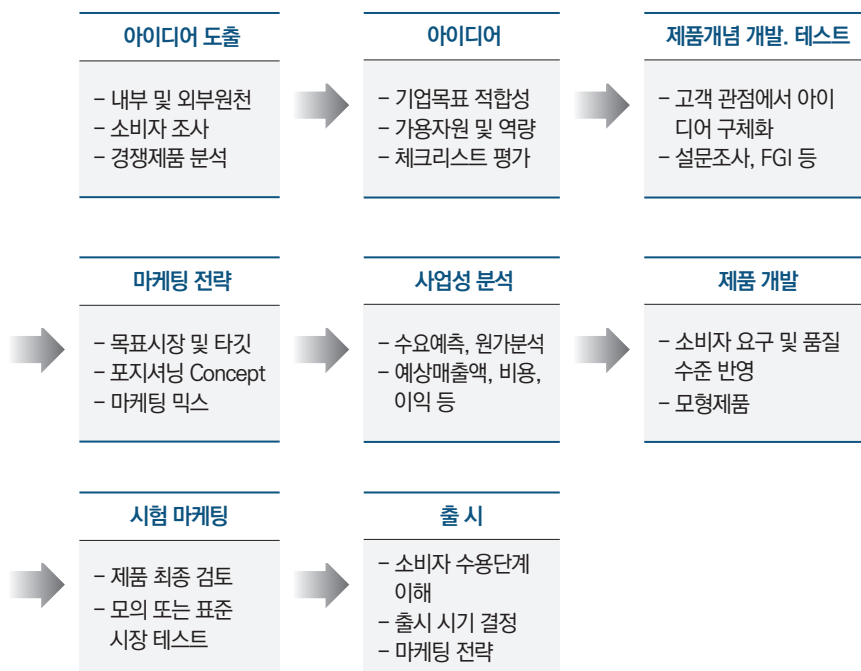 아이디어 도출
– 내부 및 외부원천
– 소비자 조사
– 경쟁제품 분석
아이디어
– 기업목표 적합성
– 가용자원 및 역량
– 체크리스트 평가
제품개념 개발. 테스트
– 고객 관점에서 아이
디어 구체화
– 설문조사, FGI 등
마케팅 전략
– 목표시장 및 타깃
– 포지셔닝 Concept
– 마케팅 믹스
사업성 분석
– 수요예측, 원가분석
– 예상매출액, 비용,
이익 등
제품 개발
– 소비자 요구 및 품질
수준 반영
– 모형제품
시험 마케팅
– 제품 최종 검토
– 모의 또는 표준
시장 테스트
출 시
– 소비자 수용단계
이해
– 출시 시기 결정
– 마케팅 전략